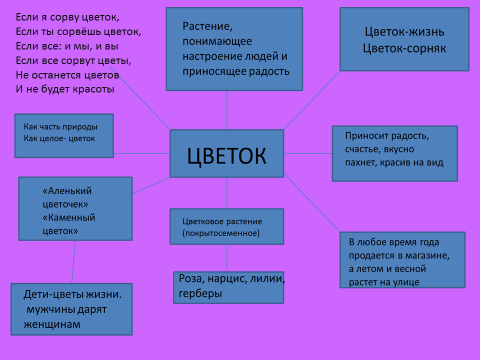 Если я сорву цветок,
Если ты сорвёшь цветок,
Если все: и мы, и вы
Если все сорвут цветы,
Не останется цветов
И не будет красоты
Растение,
понимающее
настроение людей и
приносящее радость
Цветок-жизнь
Цветок-сорняк
Как часть природы
Как целое- цветок
ЦВЕТОК
Приносит радость,
счастье, вкусно
пахнет, красив на вид
«Аленький
цветочек»
«Каменный
цветок»
Цветковое растение
(покрытосеменное)
В любое время года
продается в магазине,
а летом и весной
растет на улице
Дети-цветы жизни.
мужчины дарят
женщинам
Роза, нарцис, лилии,
герберы